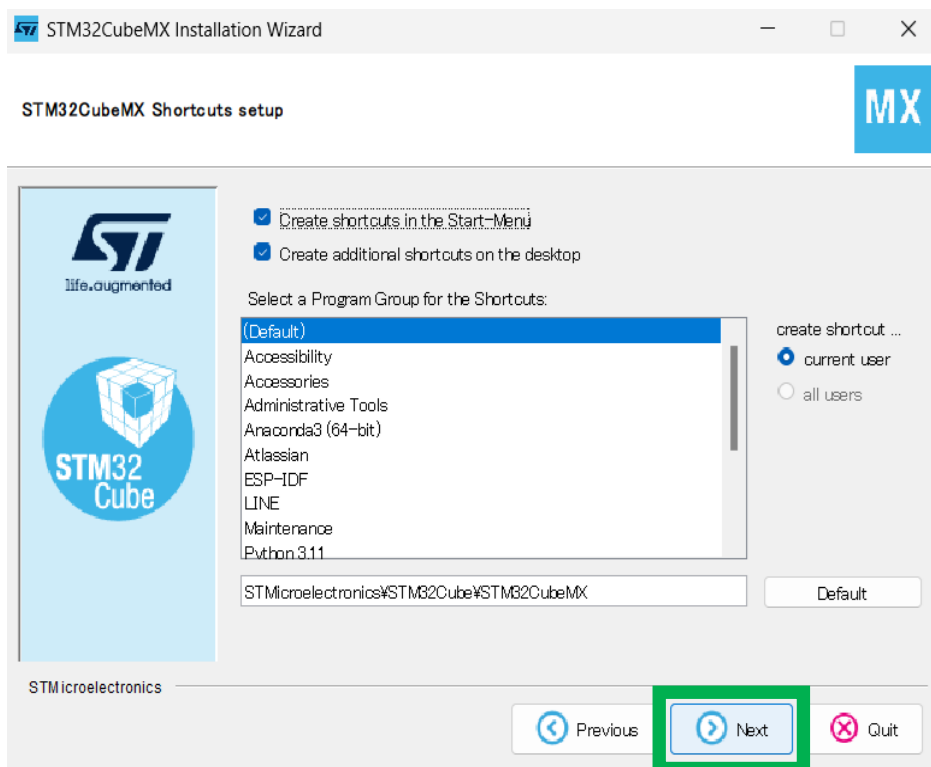 STM32CubeMX Installation Wizard
STM32CubeMX Shortcuts setup
MX
life.augmented
STM32
Cube
Create shortcuts in the Start-Menu
Create additional shortcuts on the desktop
Select a Program Group for the Shortcuts:
(Default)
Accessibility
Accessories
Administrative Tools
Anaconda3 (64-bit)
Atlassian
ESP-IDF
LINE
Maintenance
Python 3.11
create shortcut ...
current user
all users
STMicroelectronics¥STM32Cube¥STM32CubeMX
Default
STMicroelectronics
Previous
Next
Quit